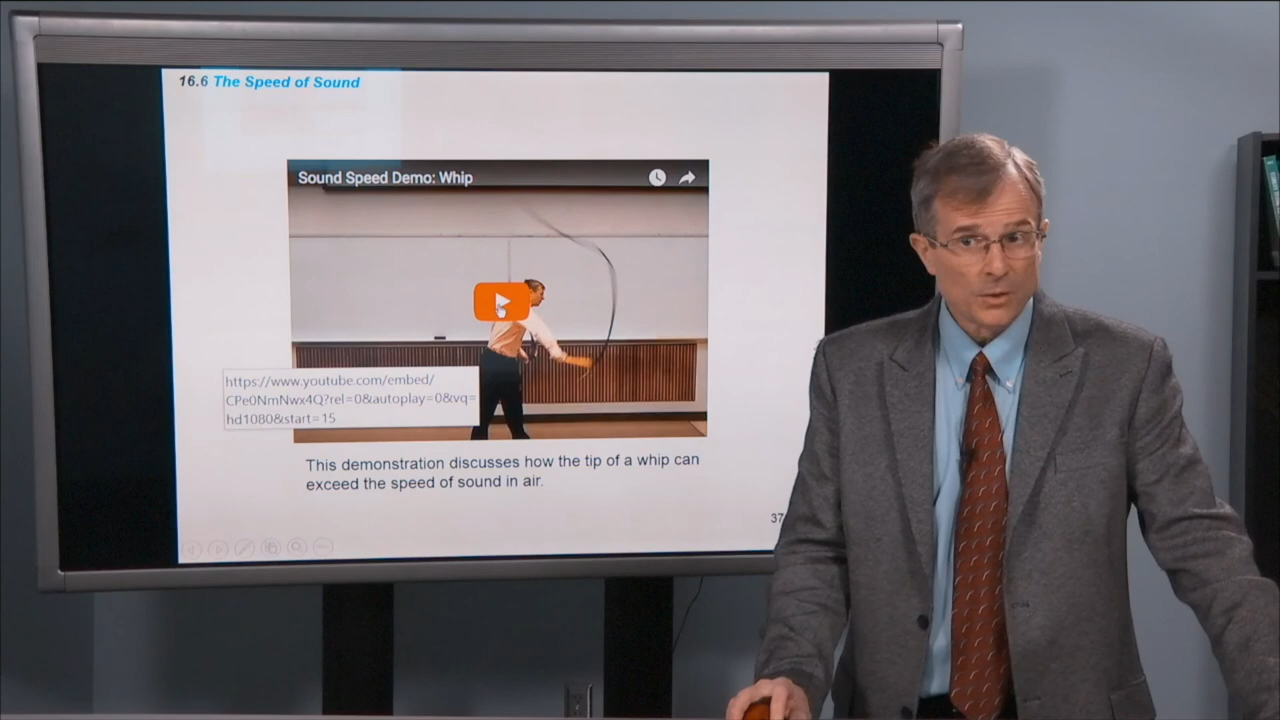 16.6 The Speed of Sound
Sound Speed Demo: Whip
https://www.youtube.com/embed/
CPe0NmNwx4Q?rel=0&autoplay=0&vq=
hd1080&start=15
This demonstration discusses how the tip of a whip can
exceed the speed of sound in air.
37